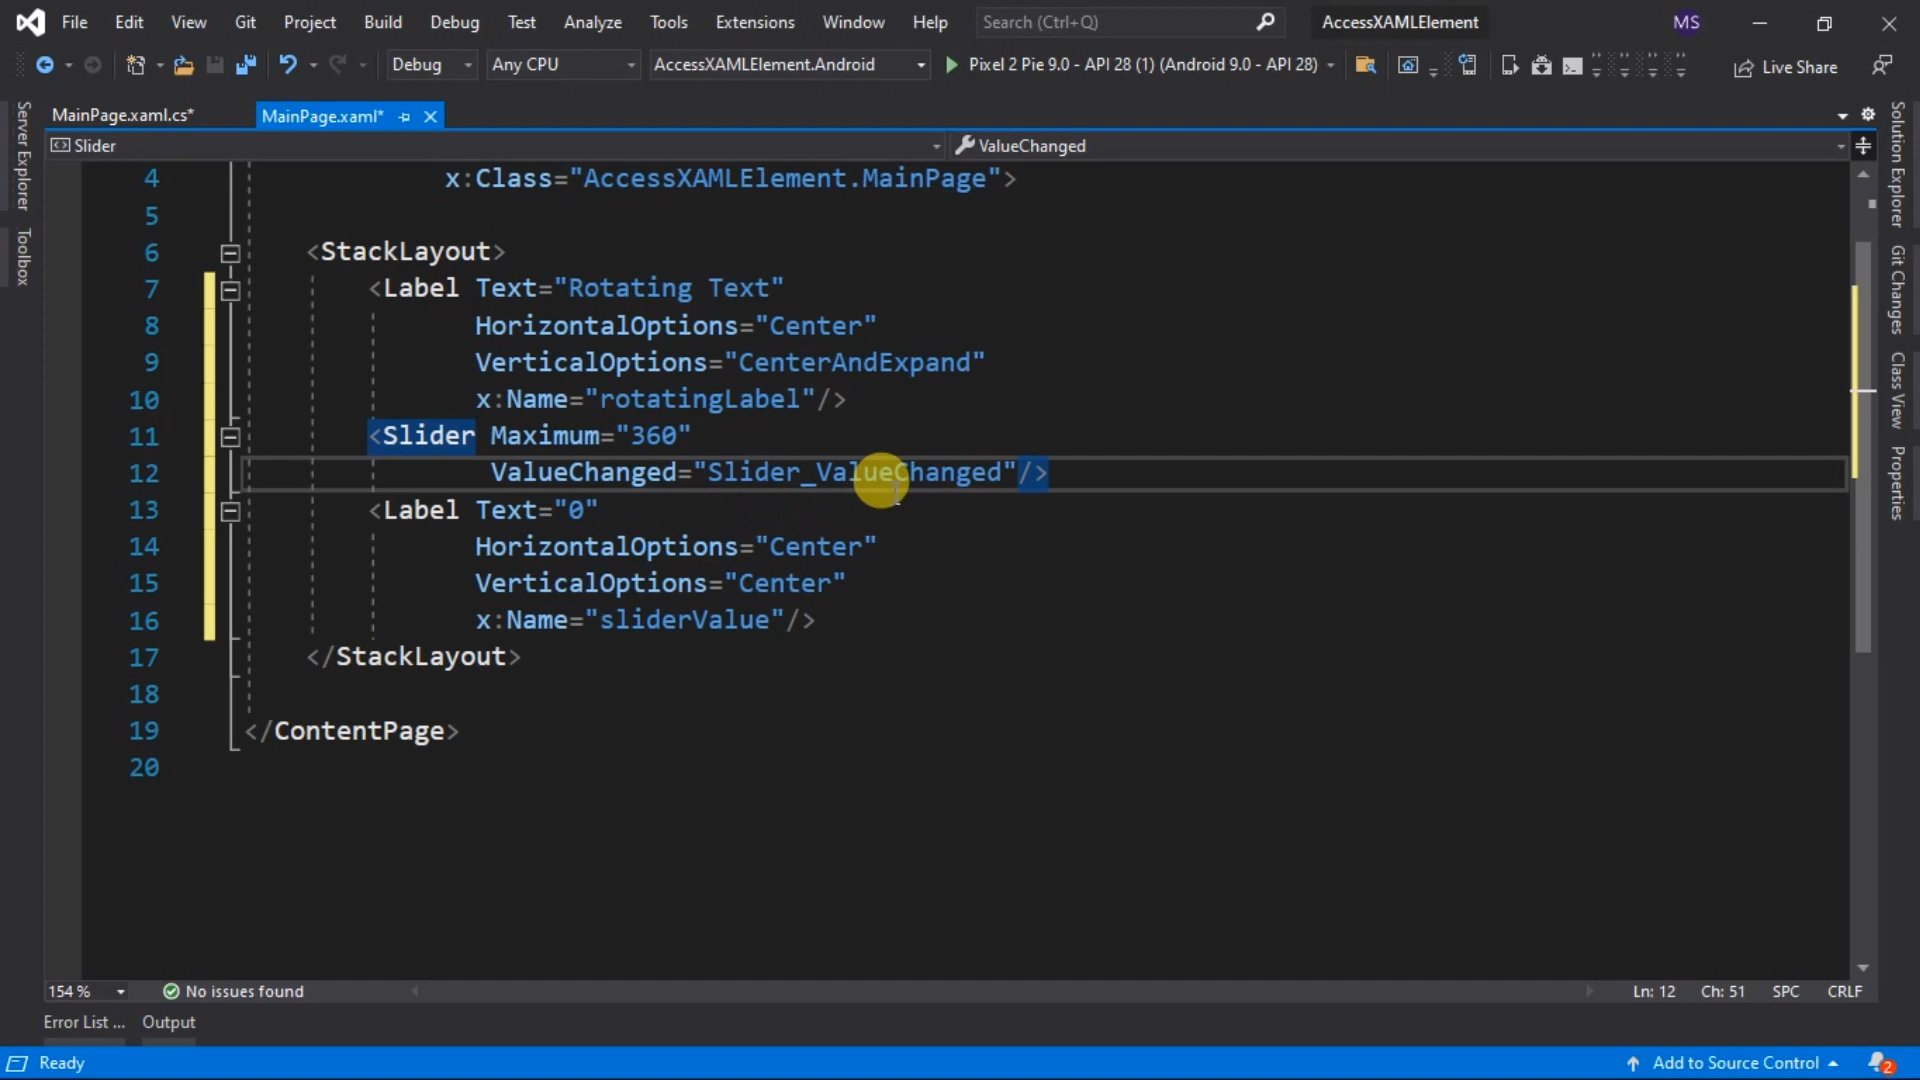 File Edit View Git Project Build Debug Test Analyze Tools Extensions Window Help Search (Ctrl+Q) AccessXAMLElement MS
Debug Any CPU AccessXAMLElement.Android Pixel 2 Pie 9.0 - API 28 (1) (Android 9.0 - API 28) Live Share
MainPage.xaml.cs* MainPage.xaml*
Slider ValueChanged
Server Explorer
Toolbox
4 x:Class="AccessXAMLElement.MainPage">
5
6 <StackLayout>
7 <Label Text="Rotating Text"
8 HorizontalOptions="Center"
9 VerticalOptions="CenterAndExpand"
10 x:Name="rotatingLabel"/>
11 <Slider Maximum="360"
12 ValueChanged="Slider_ValueChanged"/>
13 <Label Text="0"
14 HorizontalOptions="Center"
15 VerticalOptions="Center"
16 x:Name="sliderValue"/>
17 </StackLayout>
18
19 </ContentPage>
20
Solution Explorer
Git Changes
Class View
Properties
154 % No issues found Ln: 12 Ch: 51 SPC CRLF
Error List ... Output
Ready Add to Source Control 2